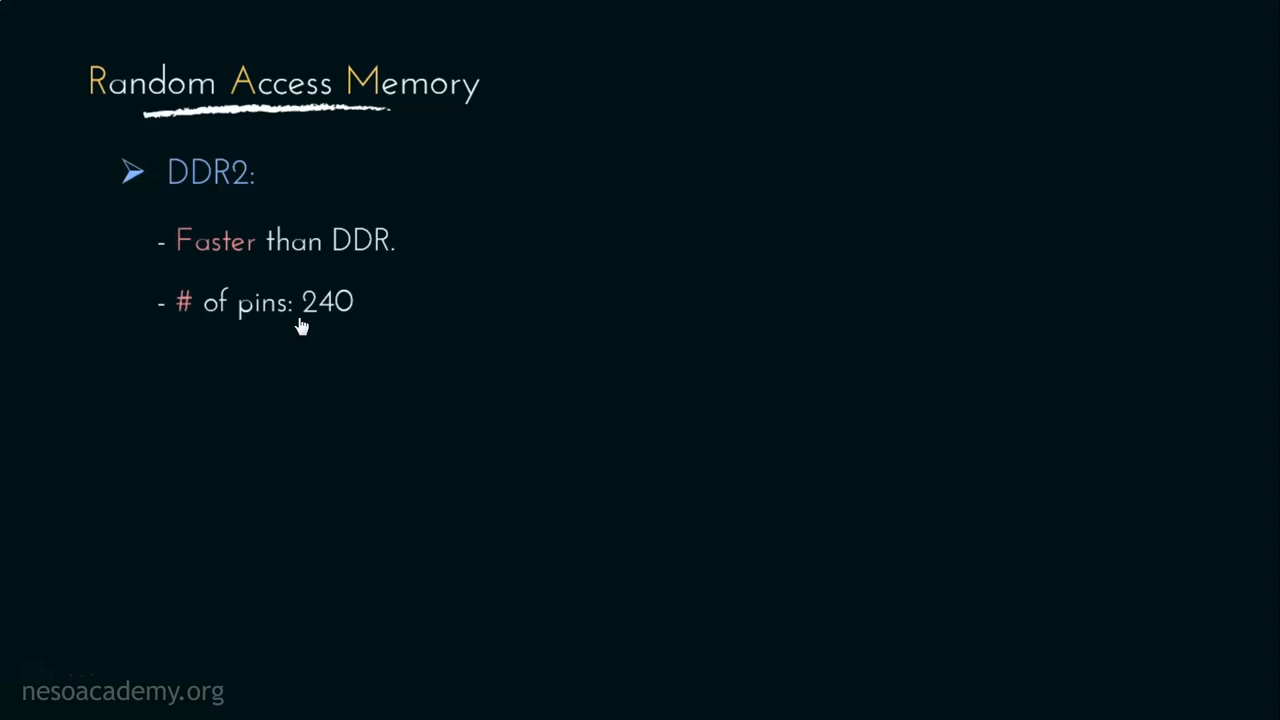 Random Access Memory
➢ DDR2:
- Faster than DDR.
- # of pins: 240
nesoacademy.org